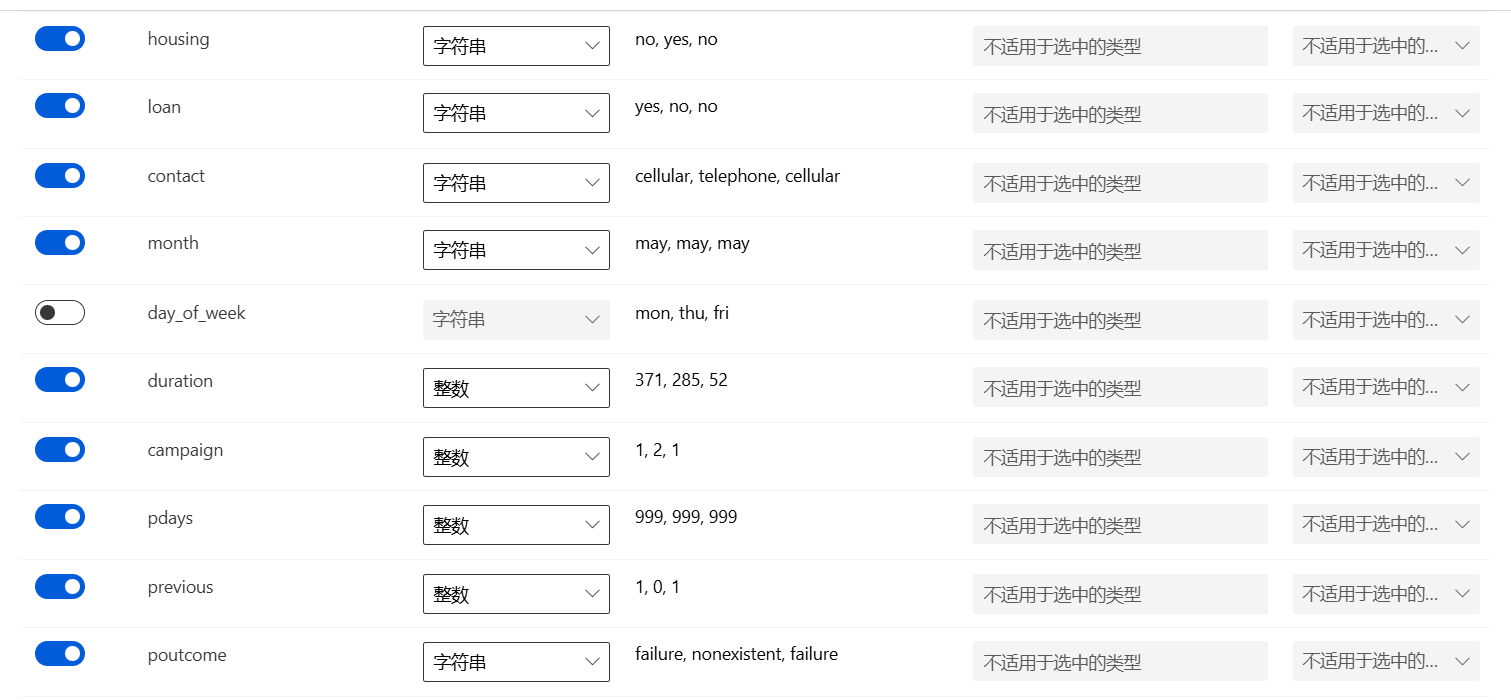 housing 字符串 no, yes, no 不适用于选中的类型 不适用于选中的...
loan 字符串 yes, no, no 不适用于选中的类型 不适用于选中的...
contact 字符串 cellular, telephone, cellular 不适用于选中的类型 不适用于选中的...
month 字符串 may, may, may 不适用于选中的类型 不适用于选中的...
day_of_week 字符串 mon, thu, fri 不适用于选中的类型 不适用于选中的...
duration 整数 371, 285, 52 不适用于选中的类型 不适用于选中的...
campaign 整数 1, 2, 1 不适用于选中的类型 不适用于选中的...
pdays 整数 999, 999, 999 不适用于选中的类型 不适用于选中的...
previous 整数 1, 0, 1 不适用于选中的类型 不适用于选中的...
poutcome 字符串 failure, nonexistent, failure 不适用于选中的类型 不适用于选中的...